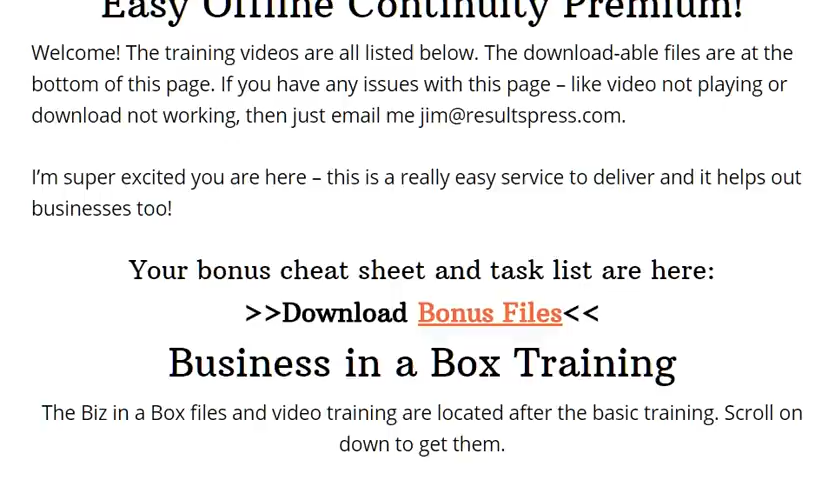 Easy Offline Continuity Premium!
Welcome! The training videos are all listed below. The download-able files are at the
bottom of this page. If you have any issues with this page – like video not playing or
download not working, then just email me jim@resultspress.com.
I’m super excited you are here – this is a really easy service to deliver and it helps out
businesses too!
Your bonus cheat sheet and task list are here:
>>Download Bonus Files<<
Business in a Box Training
The Biz in a Box files and video training are located after the basic training. Scroll on
down to get them.